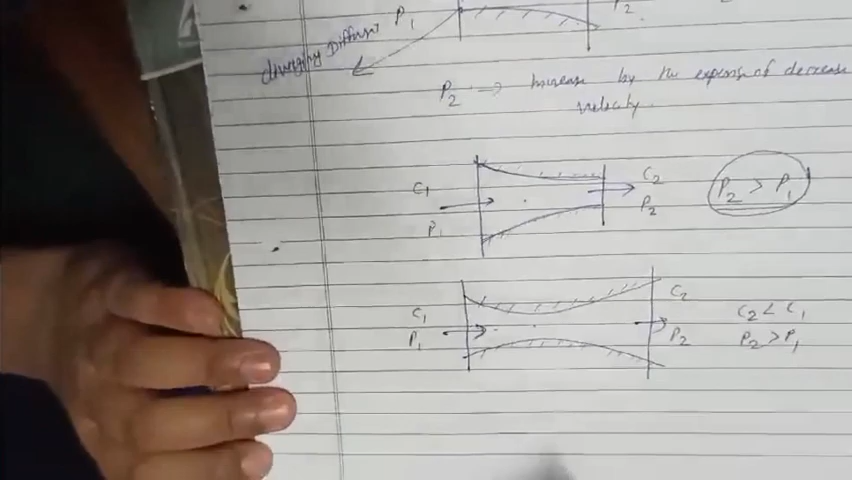 P1
P2
diverging Diffuser
P2 → Increase by the expense of decrease
velocity.
C1
C2
P1
P2
P2 > P1
C1
C2
P1
P2
C2 < C1
P2 > P1